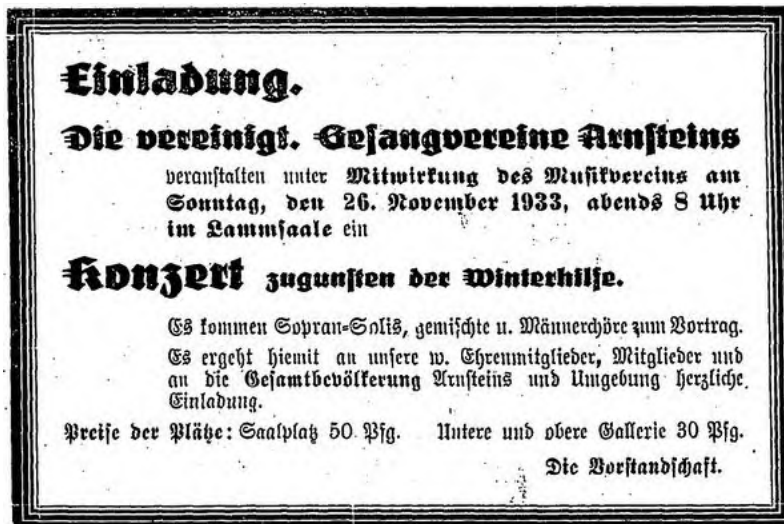 Einladung.
Die vereinigt. Gesangvereine Arnsteins
veranstalten unter Mitwirkung des Musikvereins am
Sonntag, den 26. November 1933, abends 8 Uhr
im Lammsaale ein
Konzert zugunsten der Winterhilfe.
Es kommen Sopran-Solis, gemischte u. Männerchöre zum Vortrag.
Es ergeht hiemit an unsere w. Ehrenmitglieder, Mitglieder und
an die Gesamtbevölkerung Arnsteins und Umgebung herzliche
Einladung.
Preise der Plätze: Saalplatz 50 Pfg. Untere und obere Gallerie 30 Pfg.
Die Vorstandschaft.